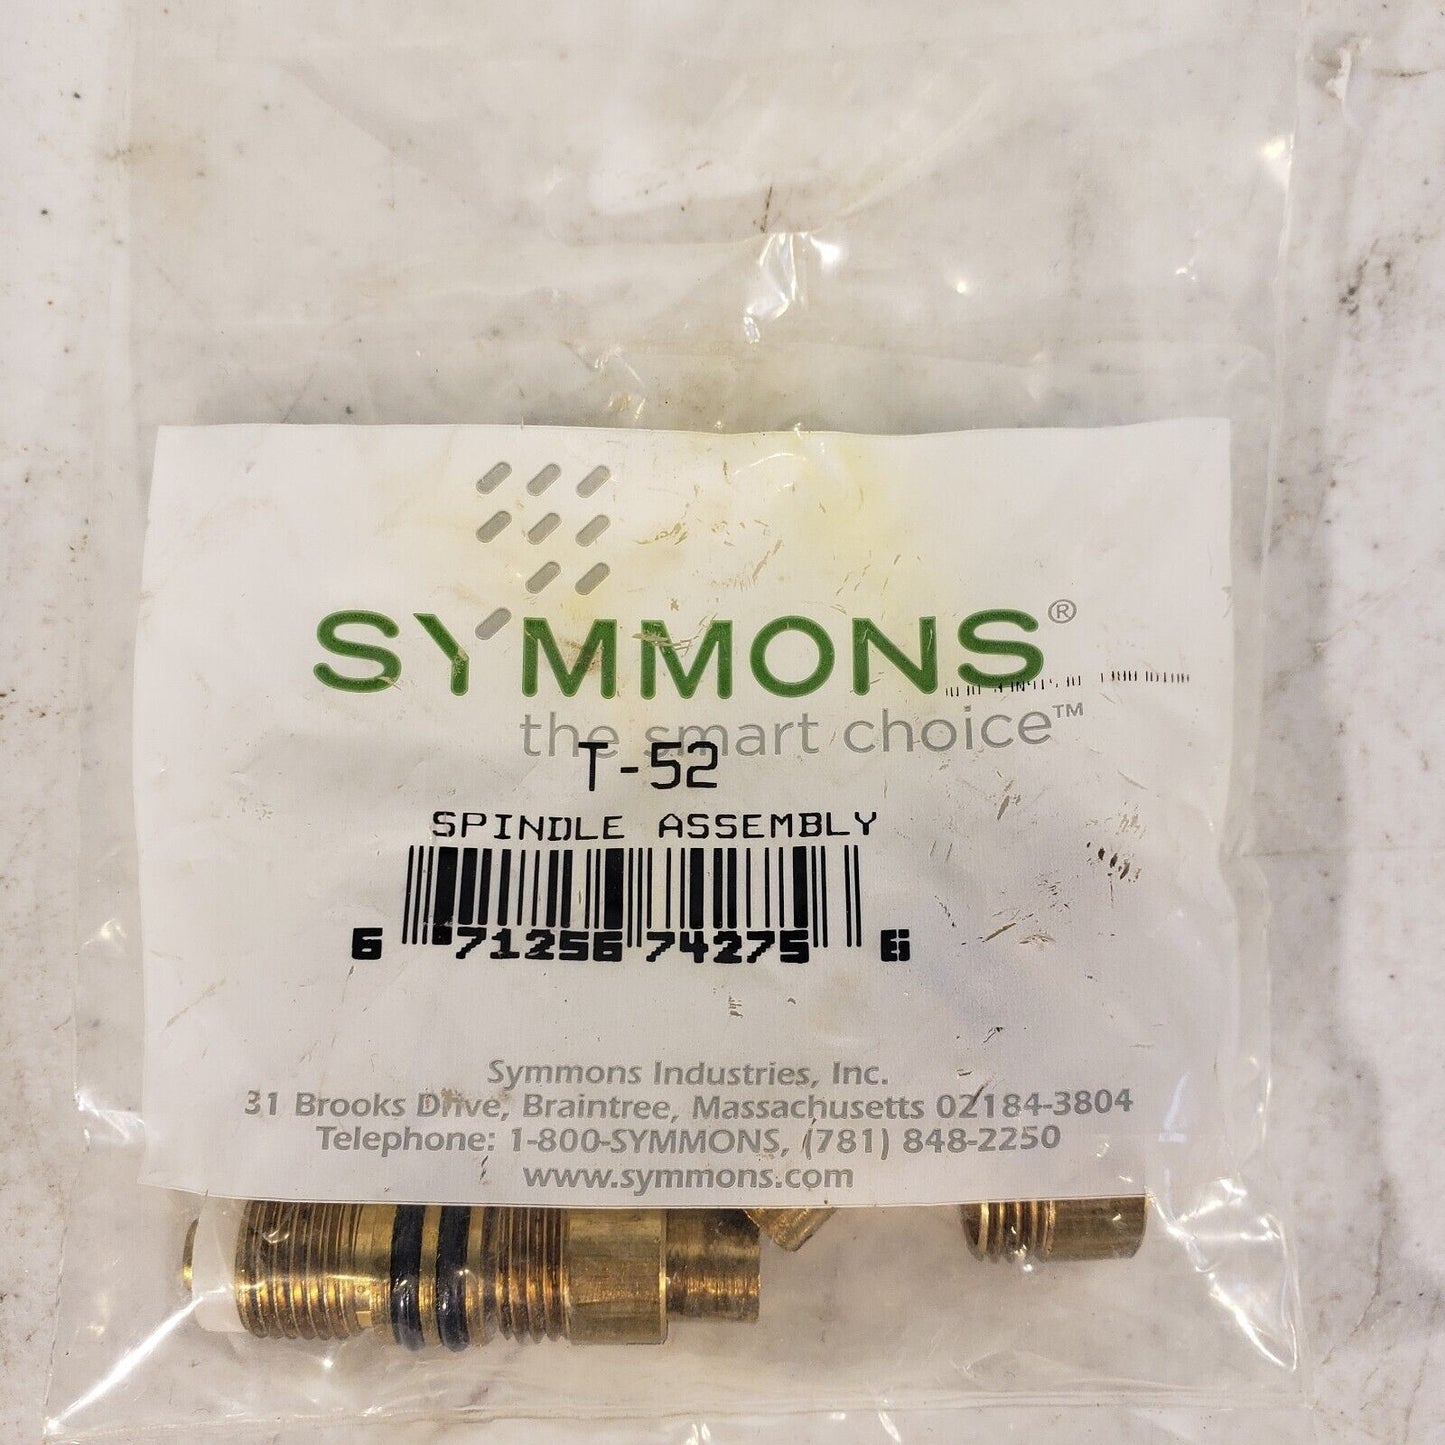 SYMMONS®
the smart choice™
T-52
SPINDLE ASSEMBLY
6 71256 74275 6
Symmons Industries, Inc.
31 Brooks Drive, Braintree, Massachusetts 02184-3804
Telephone: 1-800-SYMMONS, (781) 848-2250
www.symmons.com